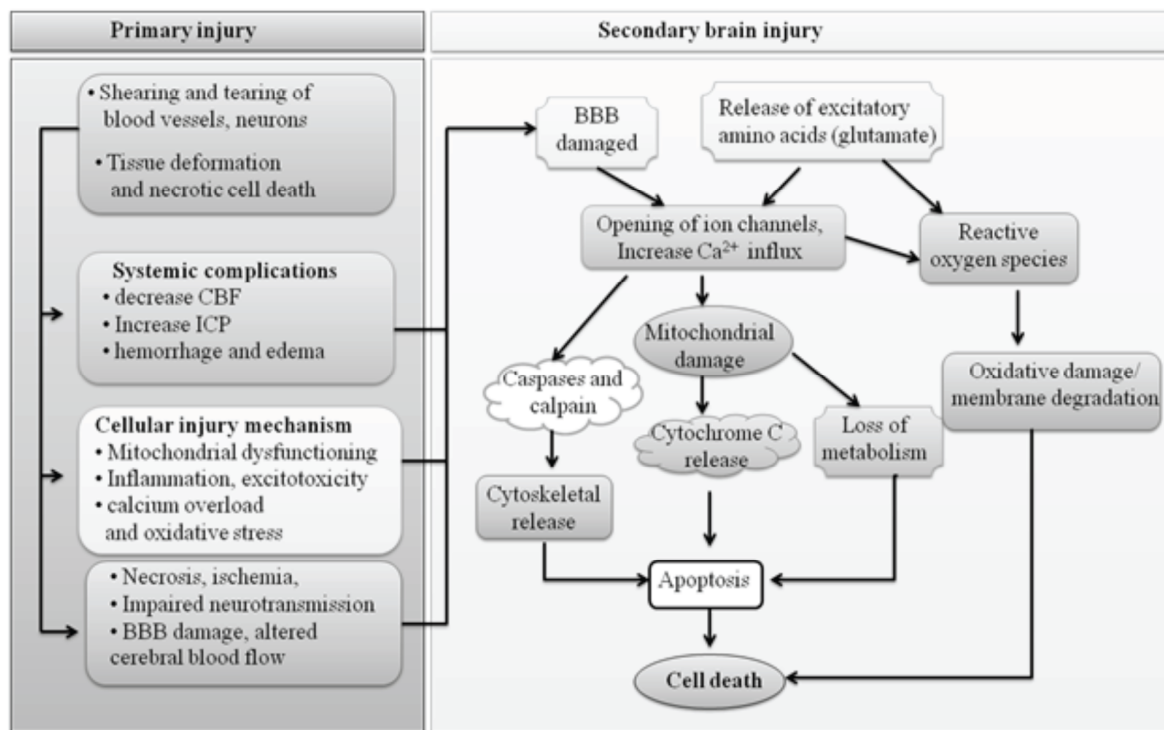 Primary injury
Secondary brain injury
• Shearing and tearing of
blood vessels, neurons
• Tissue deformation
and necrotic cell death
Systemic complications
• decrease CBF
• Increase ICP
• hemorrhage and edema
Cellular injury mechanism
• Mitochondrial dysfunctioning
• Inflammation, excitotoxicity
• calcium overload
and oxidative stress
• Necrosis, ischemia,
• Impaired neurotransmission
• BBB damage, altered
cerebral blood flow
BBB
damaged
Release of excitatory
amino acids (glutamate)
Opening of ion channels,
Increase Ca²⁺ influx
Reactive
oxygen species
Mitochondrial
damage
Caspases and
calpain
Cytochrome C
release
Loss of
metabolism
Oxidative damage/
membrane degradation
Cytoskeletal
release
Apoptosis
Cell death